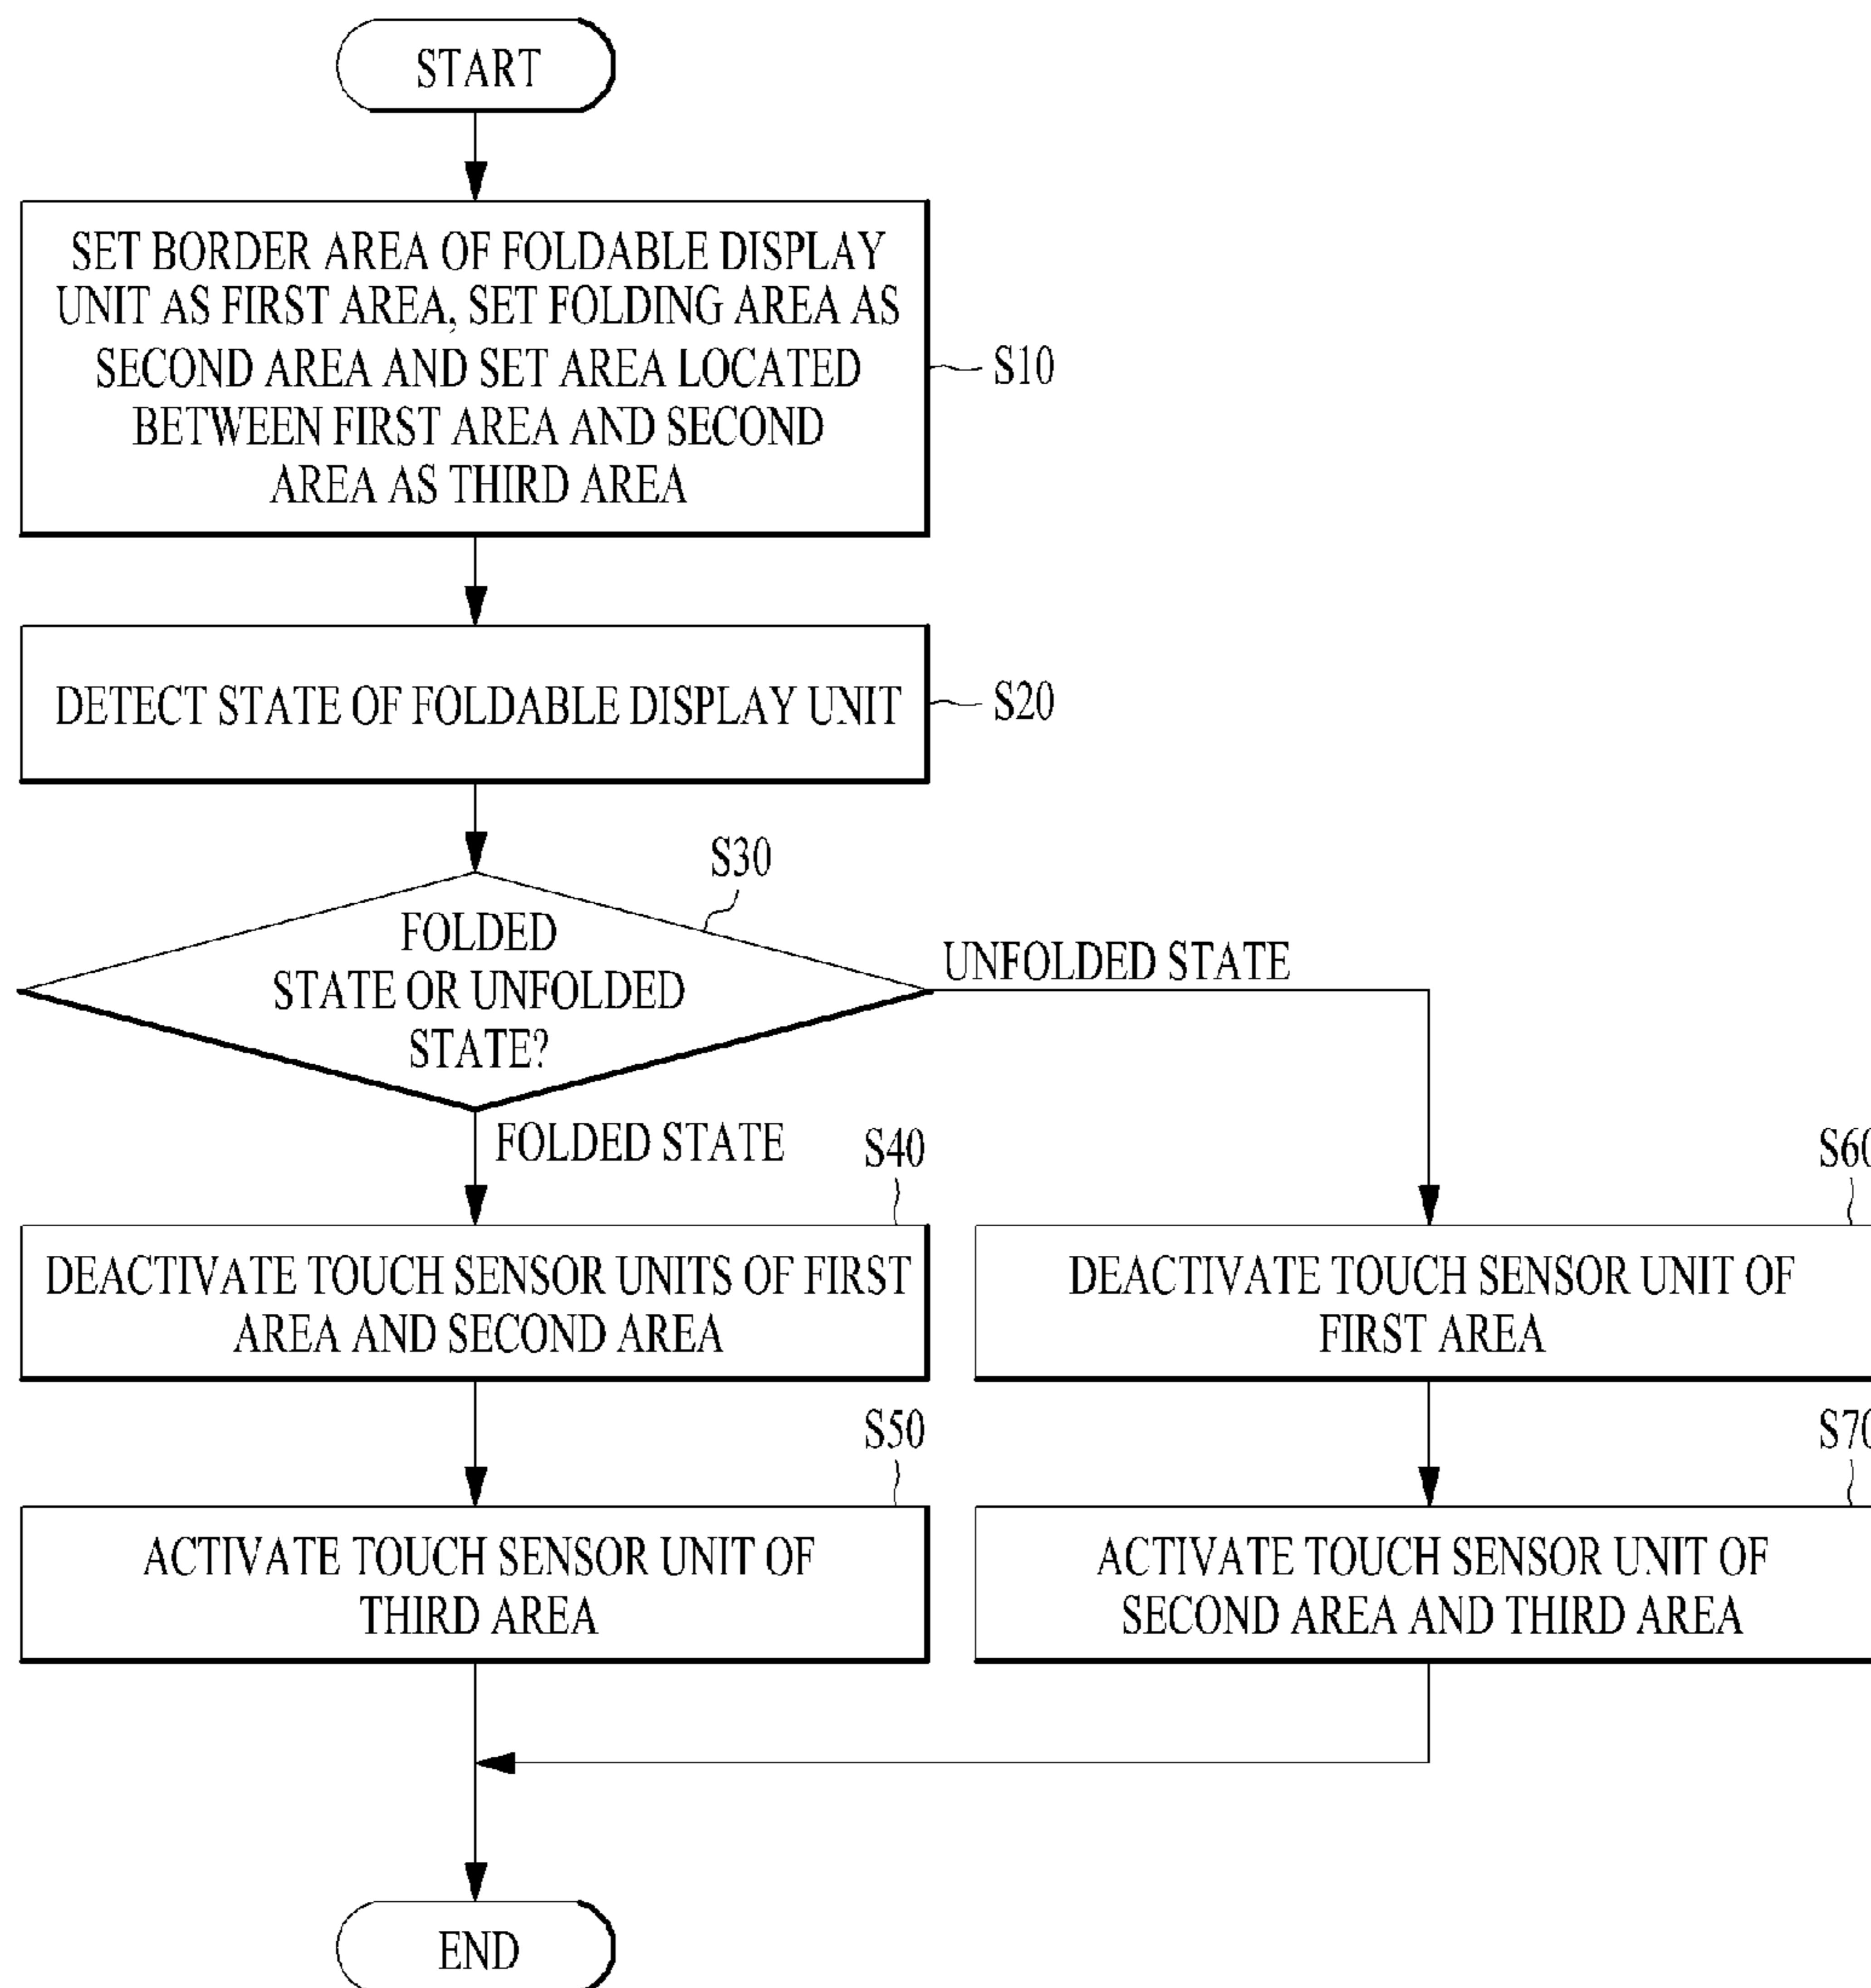 START
SET BORDER AREA OF FOLDABLE DISPLAY
UNIT AS FIRST AREA, SET FOLDING AREA AS
SECOND AREA AND SET AREA LOCATED
BETWEEN FIRST AREA AND SECOND
AREA AS THIRD AREA
S10
DETECT STATE OF FOLDABLE DISPLAY UNIT
S20
S30
FOLDED
STATE OR UNFOLDED
STATE?
UNFOLDED STATE
FOLDED STATE
S40
DEACTIVATE TOUCH SENSOR UNITS OF FIRST
AREA AND SECOND AREA
S60
DEACTIVATE TOUCH SENSOR UNIT OF
FIRST AREA
S50
ACTIVATE TOUCH SENSOR UNIT OF
THIRD AREA
S70
ACTIVATE TOUCH SENSOR UNIT OF
SECOND AREA AND THIRD AREA
END